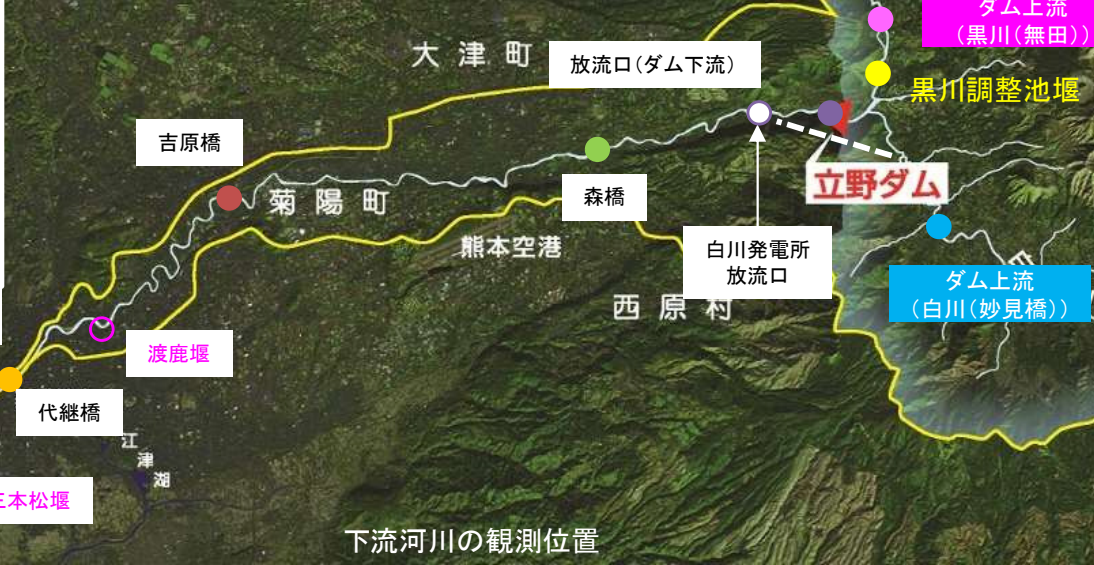 ダム上流
（黒川（無田））
大津町
放流口（ダム下流）
黒川調整池堰
吉原橋
立野ダム
菊陽町
森橋
熊本空港
白川発電所
放流口
西原村
ダム上流
（白川（妙見橋））
渡鹿堰
代継橋
江津湖
三本松堰
下流河川の観測位置